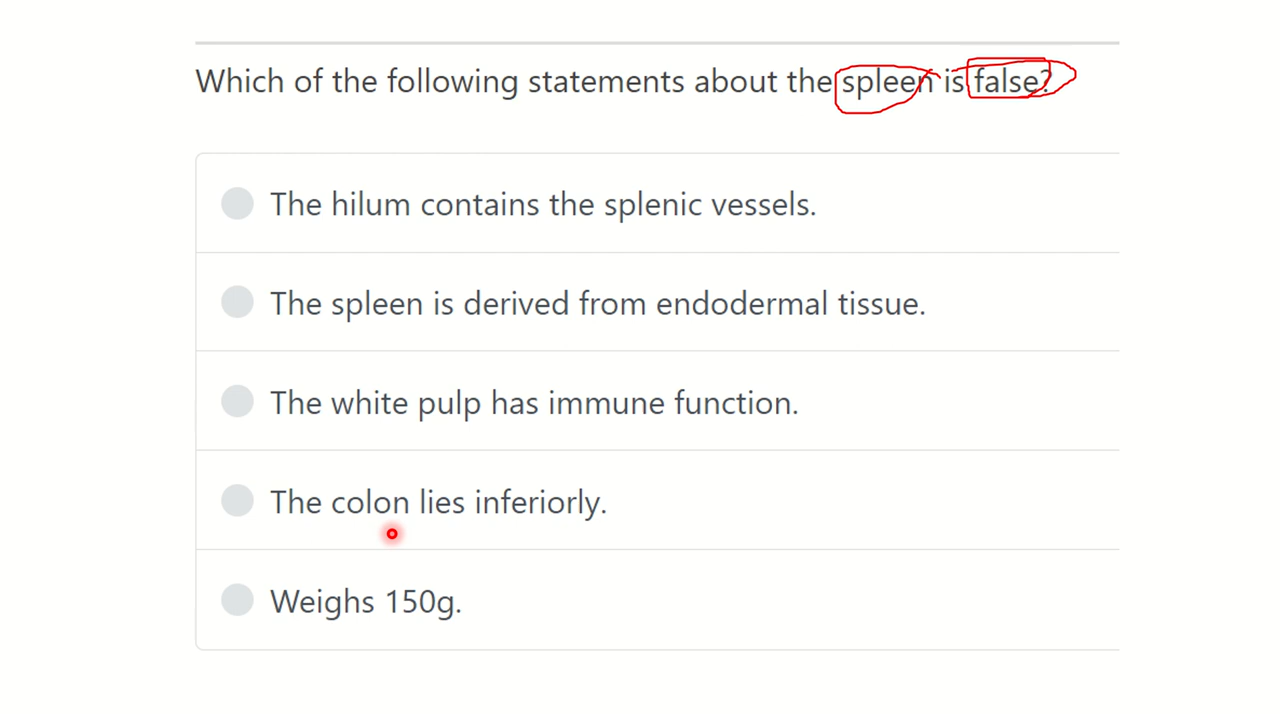 Which of the following statements about the spleen is false?
The hilum contains the splenic vessels.
The spleen is derived from endodermal tissue.
The white pulp has immune function.
The colon lies inferiorly.
Weighs 150g.